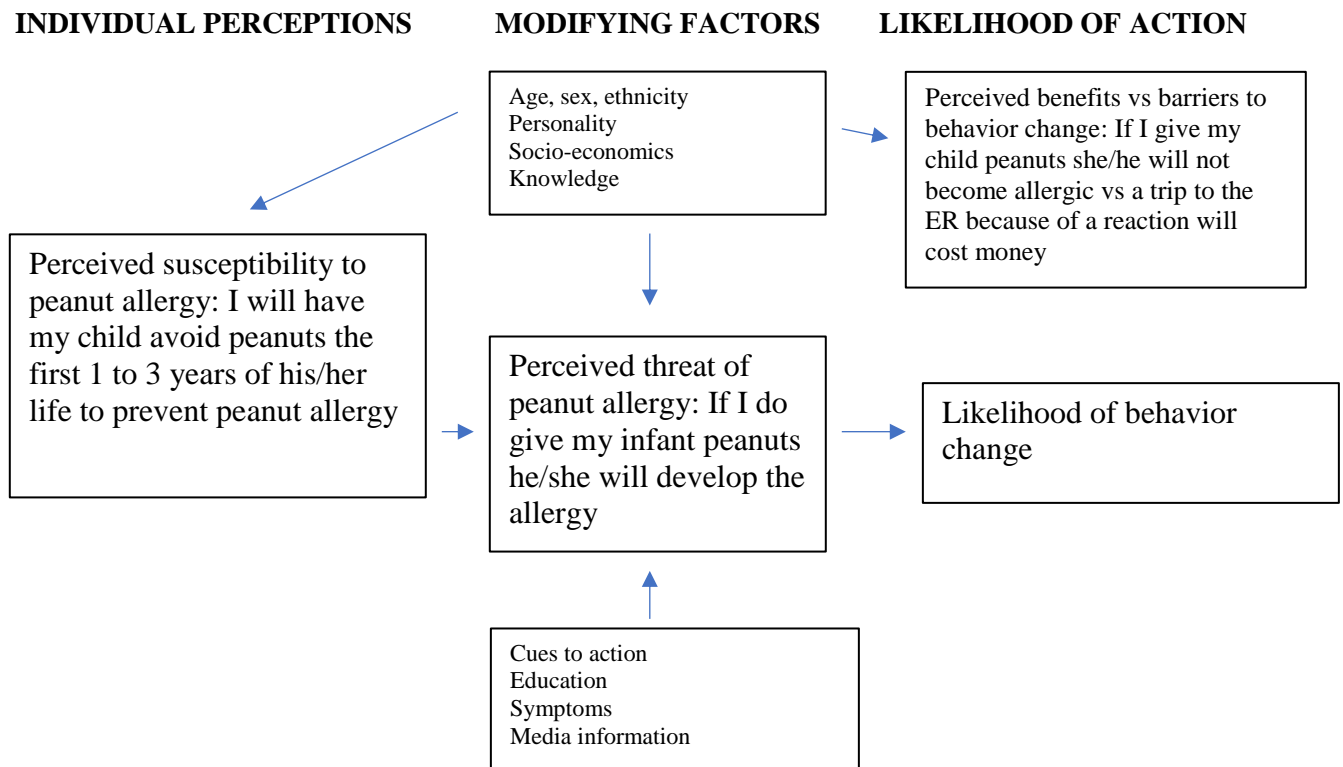 INDIVIDUAL PERCEPTIONS
MODIFYING FACTORS
LIKELIHOOD OF ACTION
Age, sex, ethnicity
Personality
Socio-economics
Knowledge
Perceived benefits vs barriers to
behavior change: If I give my
child peanuts she/he will not
become allergic vs a trip to the
ER because of a reaction will
cost money
Perceived susceptibility to
peanut allergy: I will have
my child avoid peanuts the
first 1 to 3 years of his/her
life to prevent peanut allergy
Perceived threat of
peanut allergy: If I do
give my infant peanuts
he/she will develop the
allergy
Likelihood of behavior
change
Cues to action
Education
Symptoms
Media information